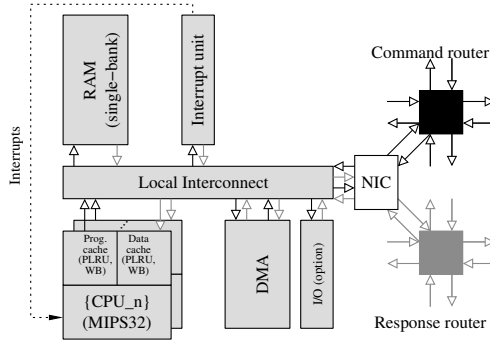 Command router
RAM
(single-bank)
Interrupt unit
Interrupts
Local Interconnect
NIC
Prog.
cache
(PLRU,
WB)
Data
cache
(PLRU,
WB)
{CPU_n}
(MIPS32)
DMA
I/O (option)
Response router